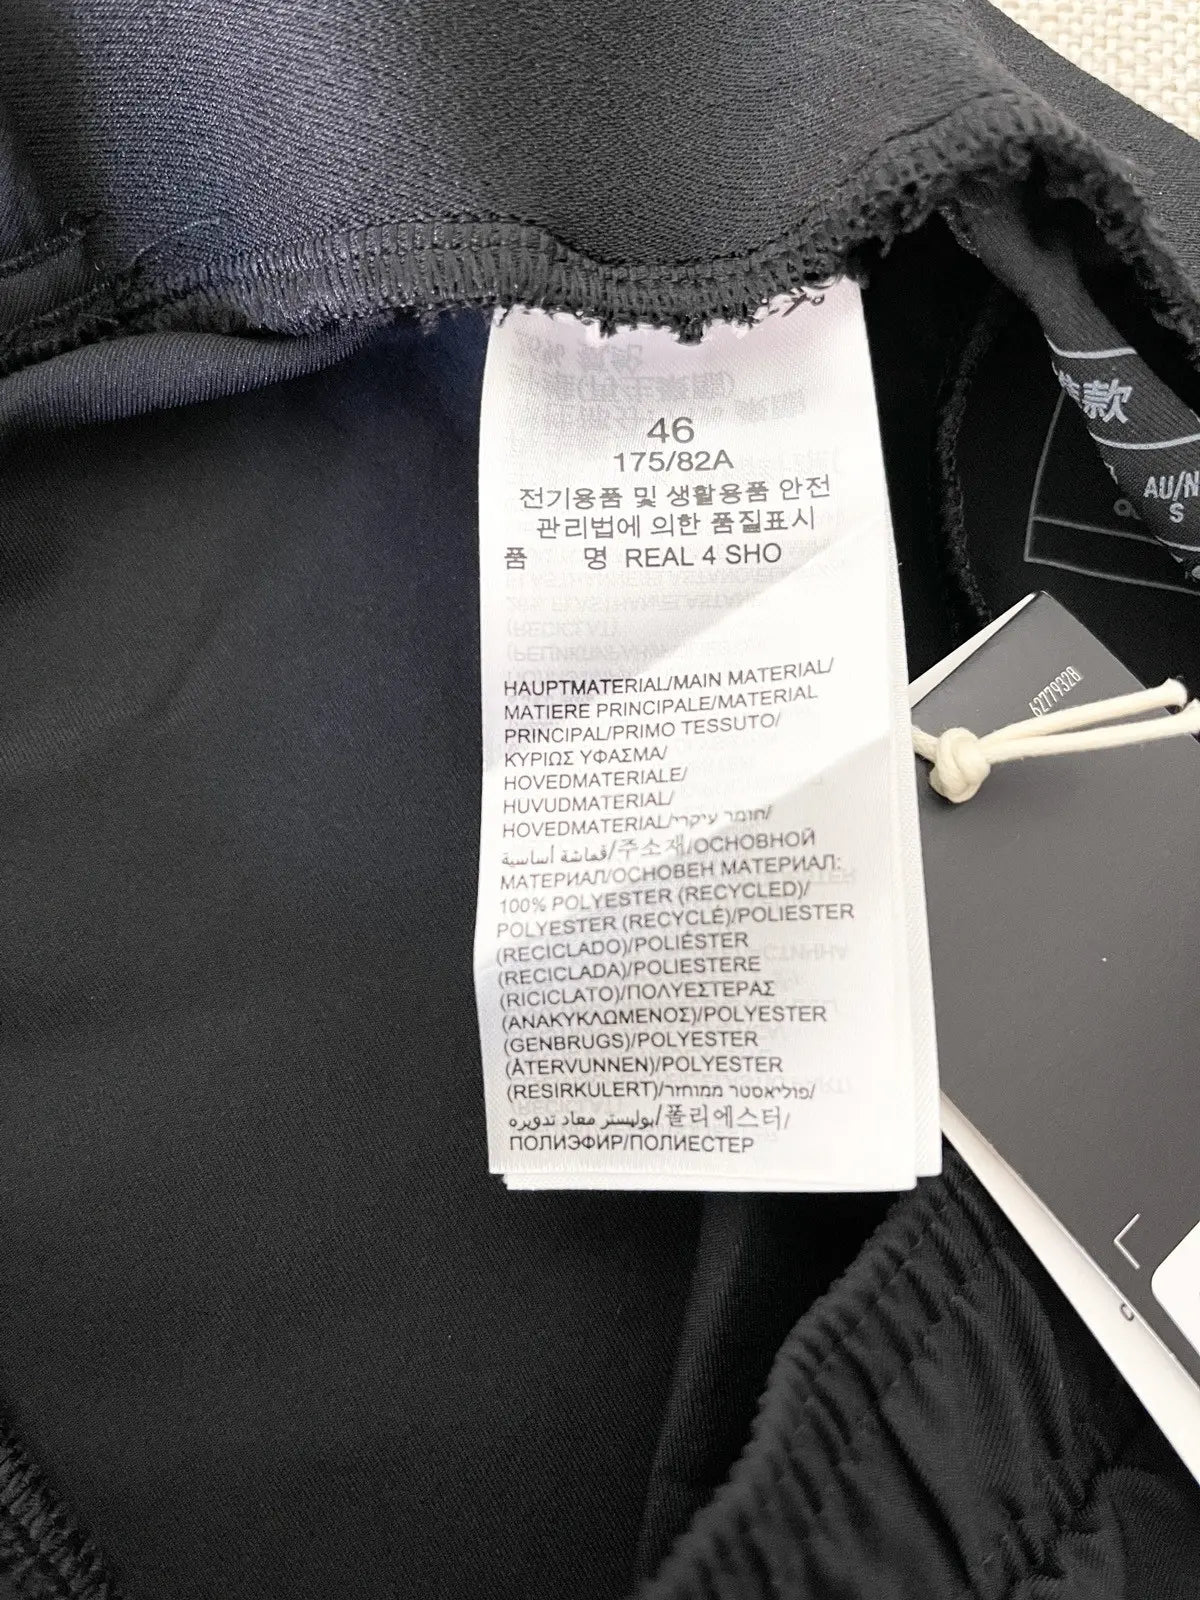 46
175/82A
전기용품 및 생활용품 안전
관리법에 의한 품질표시
품 명 REAL 4 SHO
HAUPTMATERIAL/MAIN MATERIAL/
MATIERE PRINCIPALE/MATERIAL
PRINCIPAL/PRIMO TESSUTO/
ΚΥΡΙΩΣ ΥΦΑΣΜΑ/
HOVEDMATERIALE/
HUVUDMATERIAL/
HOVEDMATERIAL/חומר עיקרי/
قماشة أساسية/주소재/ОСНОВНОЙ
МАТЕРИАЛ/ОСНОВЕН МАТЕРИАЛ:
100% POLYESTER (RECYCLED)/
POLYESTER (RECYCLÉ)/POLIESTER
(RECICLADO)/POLIÉSTER
(RECICLADA)/POLIESTERE
(RICICLATO)/ΠΟΛΥΕΣΤΕΡΑΣ
(ΑΝΑΚΥΚΛΩΜΕΝΟΣ)/POLYESTER
(GENBRUGS)/POLYESTER
(ÅTERVUNNEN)/POLYESTER
(RESIRKULERT)/פוליאסטר ממוחזר/
بوليستر معاد تدويره/폴리에스터/
ПОЛИЭФИР/ПОЛИЕСТЕР
款
AU/N
S
62779328